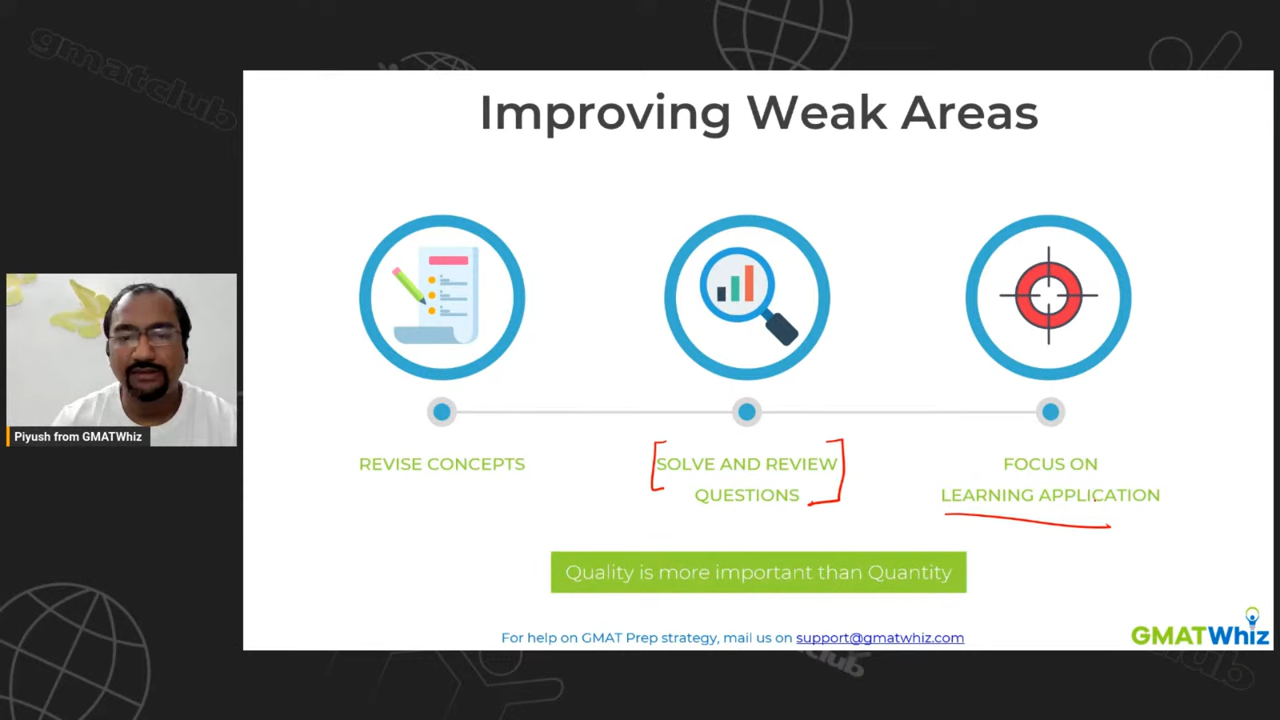 gmatclub
Improving Weak Areas
Piyush from GMATWhiz
REVISE CONCEPTS
SOLVE AND REVIEW
QUESTIONS
FOCUS ON
LEARNING APPLICATION
Quality is more important than Quantity
For help on GMAT Prep strategy, mail us on support@gmatwhiz.com
GMATWhiz